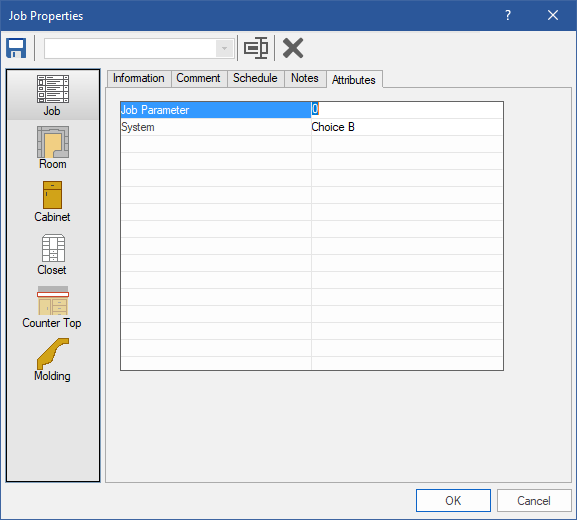 Job Properties ?
Information Comment Schedule Notes Attributes
Job
Room
Cabinet
Closet
Counter Top
Molding
Job Parameter 0
System Choice B
OK Cancel